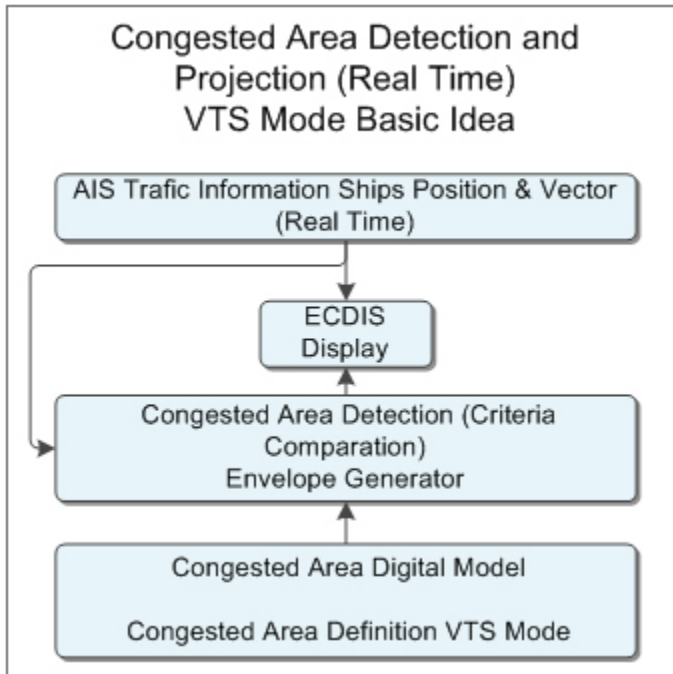 Congested Area Detection and
Projection (Real Time)
VTS Mode Basic Idea
AIS Trafic Information Ships Position & Vector
(Real Time)
ECDIS
Display
Congested Area Detection (Criteria
Comparation)
Envelope Generator
Congested Area Digital Model
Congested Area Definition VTS Mode